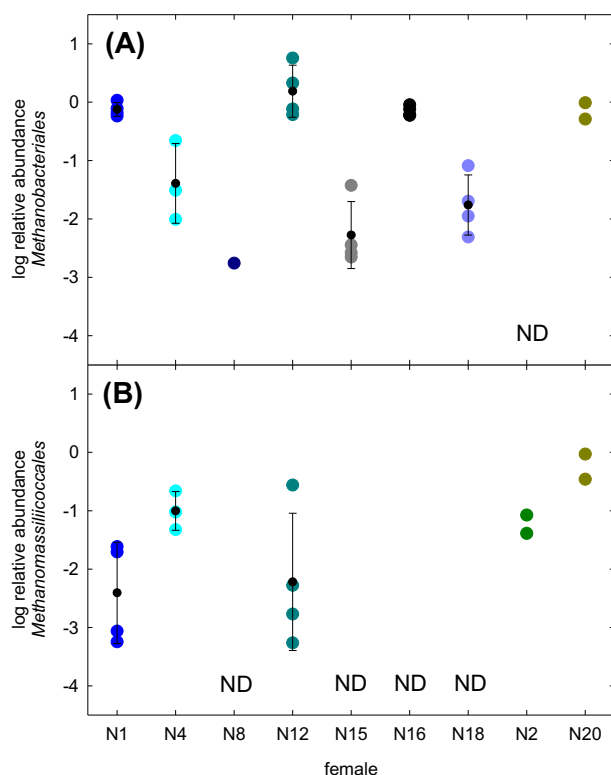 (A)
1
0
-1
-2
-3
-4
log relative abundance
Methanobacteriales
ND
(B)
1
0
-1
-2
-3
-4
log relative abundance
Methanomassiliicoccales
ND ND ND ND
N1 N4 N8 N12 N15 N16 N18 N2 N20
female